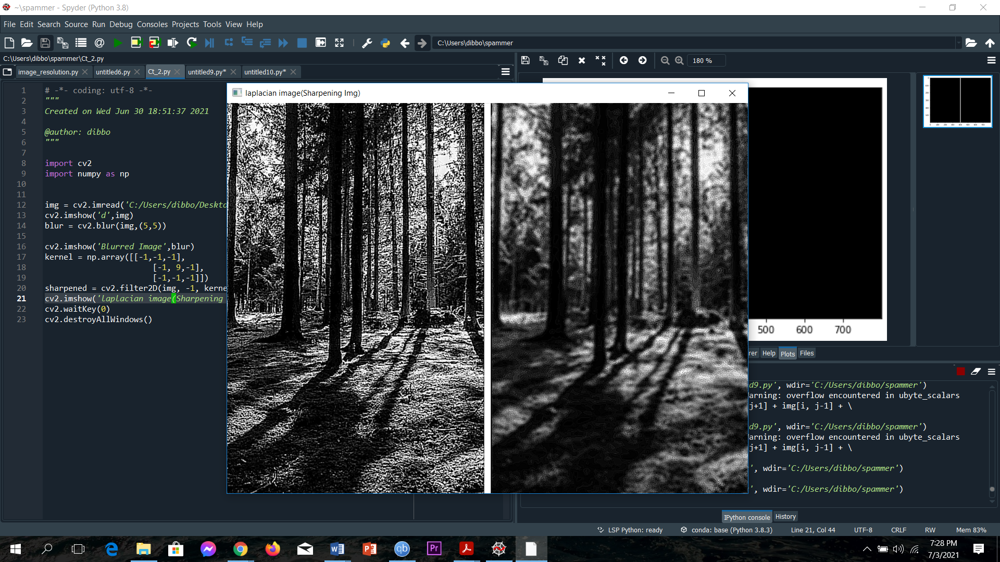 ~\spammer - Spyder (Python 3.8)
File Edit Search Source Run Debug Consoles Projects Tools View Help
C:\Users\dibbo\spammer
C:\Users\dibbo\spammer\Ct_2.py
180 %
image_resolution.py untitled6.py Ct_2.py untitled9.py* untitled10.py*
laplacian image(Sharpening Img)
1 # -*- coding: utf-8 -*-
2 """
3 Created on Wed Jun 30 18:51:37 2021
4
5 @author: dibbo
6 """
7
8 import cv2
9 import numpy as np
10
11
12 img = cv2.imread('C:/Users/dibbo/Deskto
13 cv2.imshow('d',img)
14 blur = cv2.blur(img,(5,5))
15
16 cv2.imshow('Blurred Image',blur)
17 kernel = np.array([[-1,-1,-1],
18 [-1, 9,-1],
19 [-1,-1,-1]])
20 sharpened = cv2.filter2D(img, -1, kerne
21 cv2.imshow('laplacian image(Sharpening
22 cv2.waitKey(0)
23 cv2.destroyAllWindows()
500 600 700
rer Help Plots Files
d9.py', wdir='C:/Users/dibbo/spammer')
arning: overflow encountered in ubyte_scalars
j+1] + img[i, j-1] + \
d9.py', wdir='C:/Users/dibbo/spammer')
arning: overflow encountered in ubyte_scalars
j+1] + img[i, j-1] + \
', wdir='C:/Users/dibbo/spammer')
', wdir='C:/Users/dibbo/spammer')
IPython console History
LSP Python: ready conda: base (Python 3.8.3) Line 21, Col 44 UTF-8 CRLF RW Mem 83%
qb Pr
7:28 PM
7/3/2021